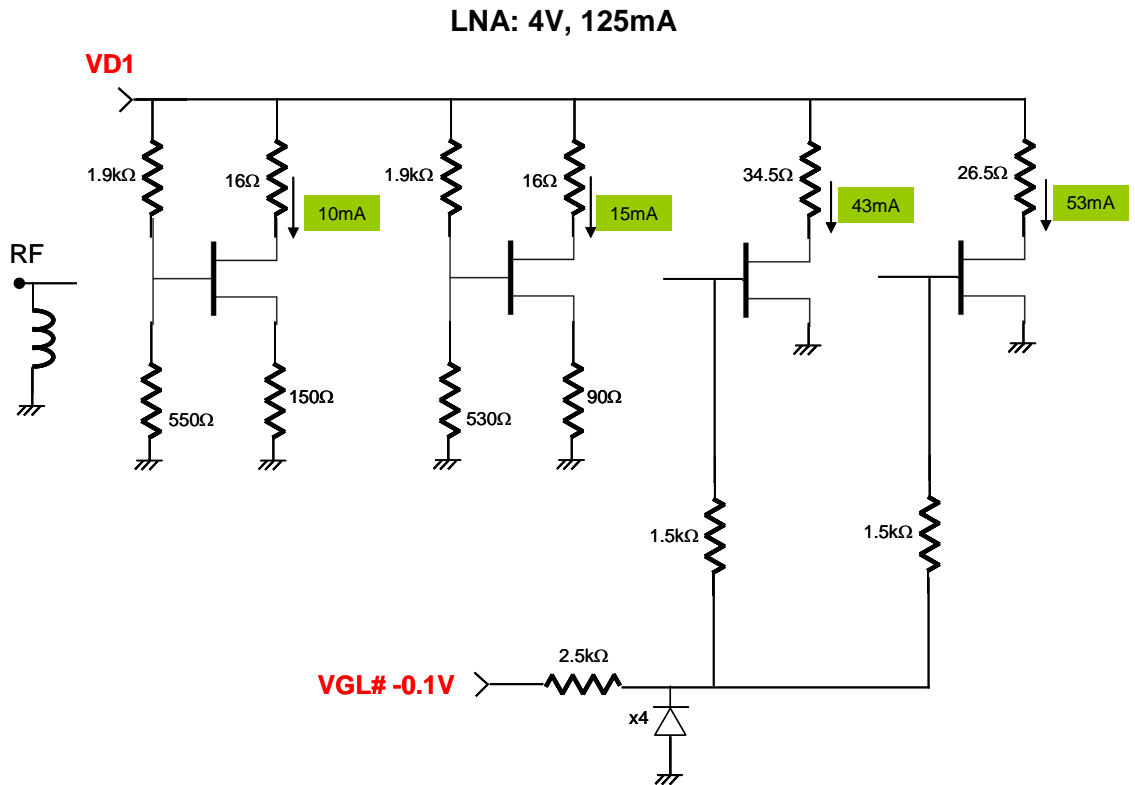 LNA: 4V, 125mA
VD1
1.9kΩ
16Ω
10mA
1.9kΩ
16Ω
15mA
34.5Ω
43mA
26.5Ω
53mA
RF
550Ω
150Ω
530Ω
90Ω
1.5kΩ
1.5kΩ
2.5kΩ
VGL# -0.1V
x4